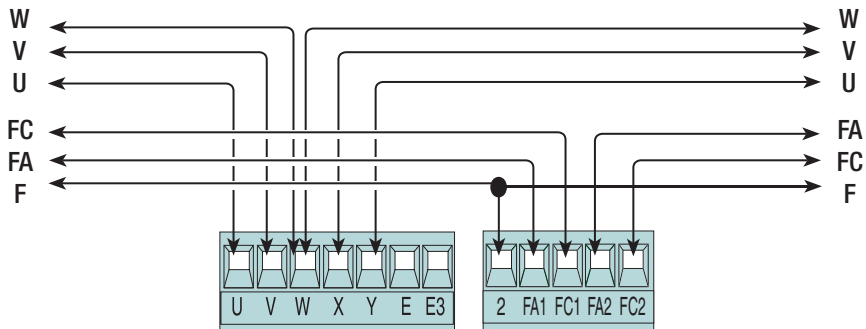 W W
V V
U U
FC FA
FA FC
F F
U V W X Y E E3 2 FA1 FC1 FA2 FC2